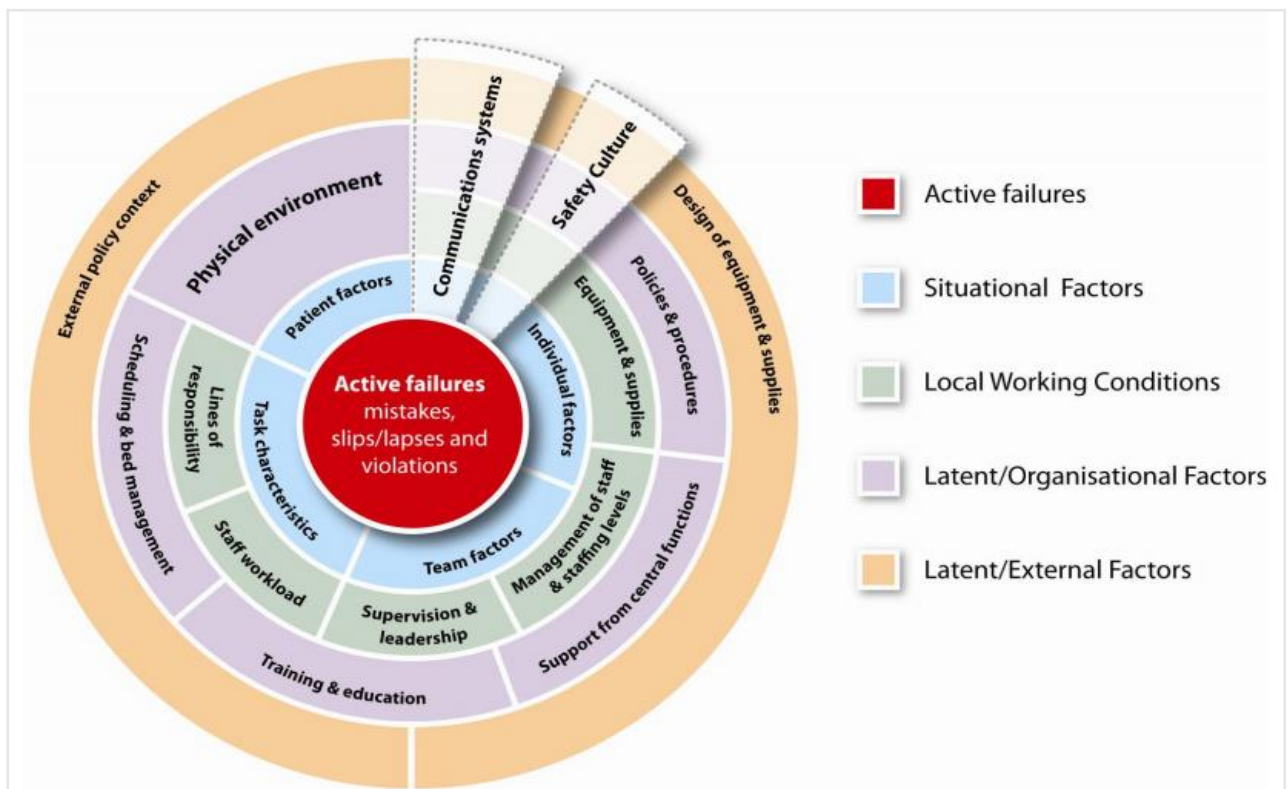 External policy context
Physical environment
Patient factors
Communications systems
Safety Culture
Design of equipment & supplies
Policies & procedures
Equipment & supplies
Individual factors
Active failures
mistakes,
slips/lapses and
violations
Scheduling & bed management
Lines of
responsibility
Task characteristics
Staff workload
Team factors
Supervision &
leadership
Management of staff
& staffing levels
Support from central functions
Training & education
Active failures
Situational Factors
Local Working Conditions
Latent/Organisational Factors
Latent/External Factors